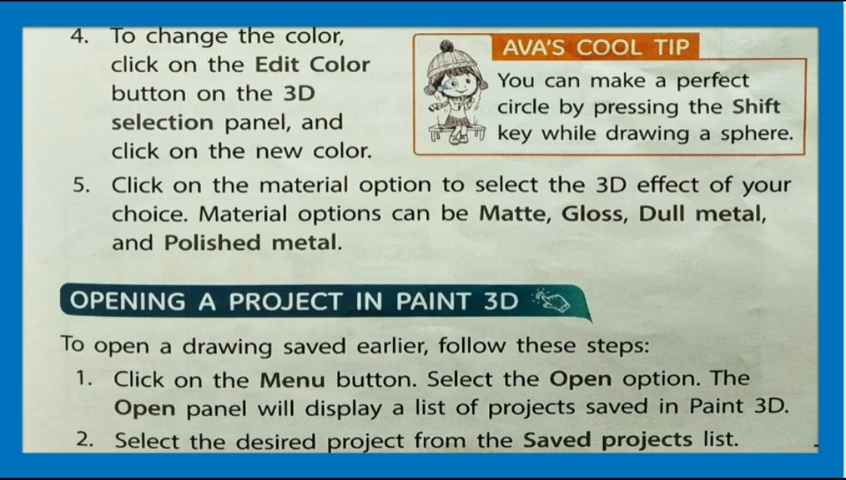 4. To change the color,
click on the Edit Color
button on the 3D
selection panel, and
click on the new color.
AVA'S COOL TIP
You can make a perfect
circle by pressing the Shift
key while drawing a sphere.
5. Click on the material option to select the 3D effect of your
choice. Material options can be Matte, Gloss, Dull metal,
and Polished metal.
OPENING A PROJECT IN PAINT 3D
To open a drawing saved earlier, follow these steps:
1. Click on the Menu button. Select the Open option. The
Open panel will display a list of projects saved in Paint 3D.
2. Select the desired project from the Saved projects list.